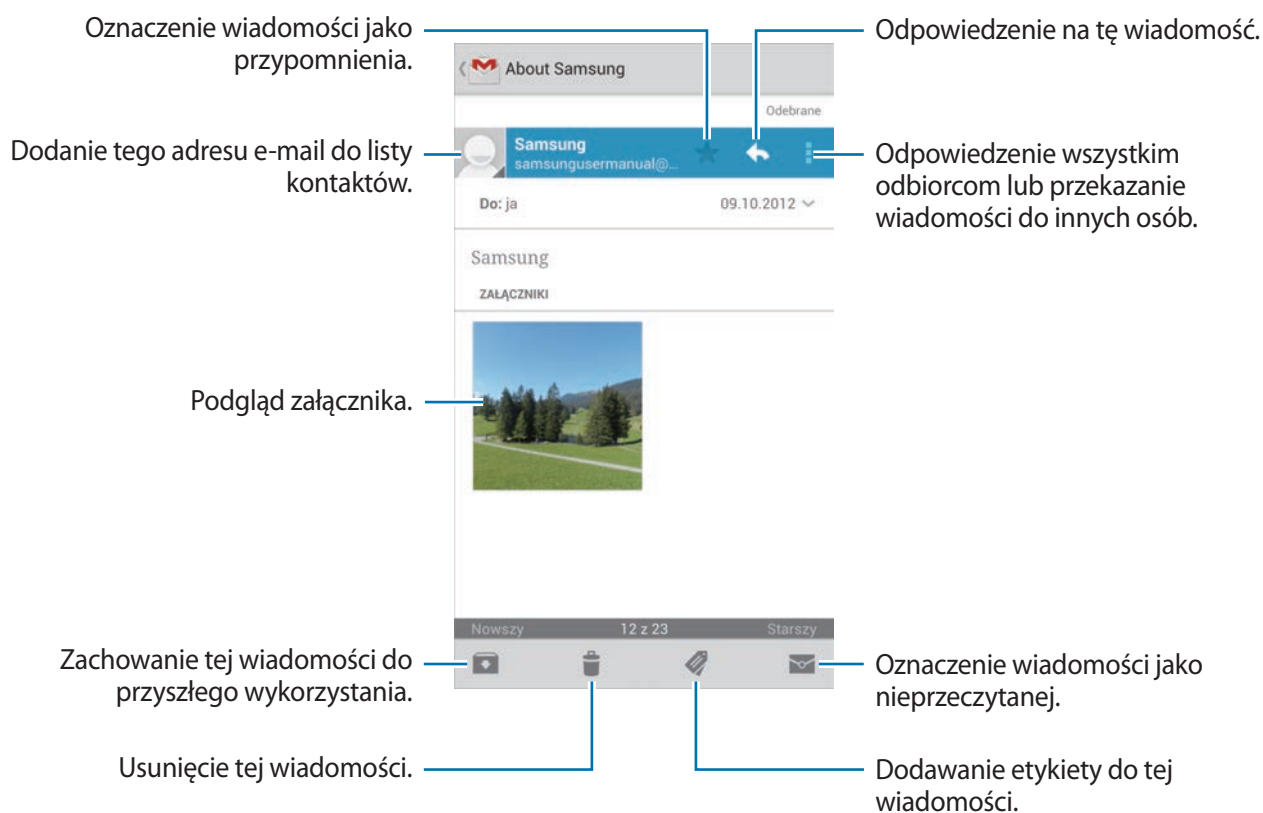 Oznaczenie wiadomości jako
przypomnienia.
Odpowiedzenie na tę wiadomość.
About Samsung
Odebrane
Dodanie tego adresu e-mail do listy
kontaktów.
Samsung
samsungusermanual@...
Odpowiedzenie wszystkim
odbiorcom lub przekazanie
wiadomości do innych osób.
Do: ja 09.10.2012
Samsung
ZAŁĄCZNIKI
Podgląd załącznika.
Nowszy 12 z 23 Starszy
Zachowanie tej wiadomości do
przyszłego wykorzystania.
Oznaczenie wiadomości jako
nieprzeczytanej.
Usunięcie tej wiadomości.
Dodawanie etykiety do tej
wiadomości.